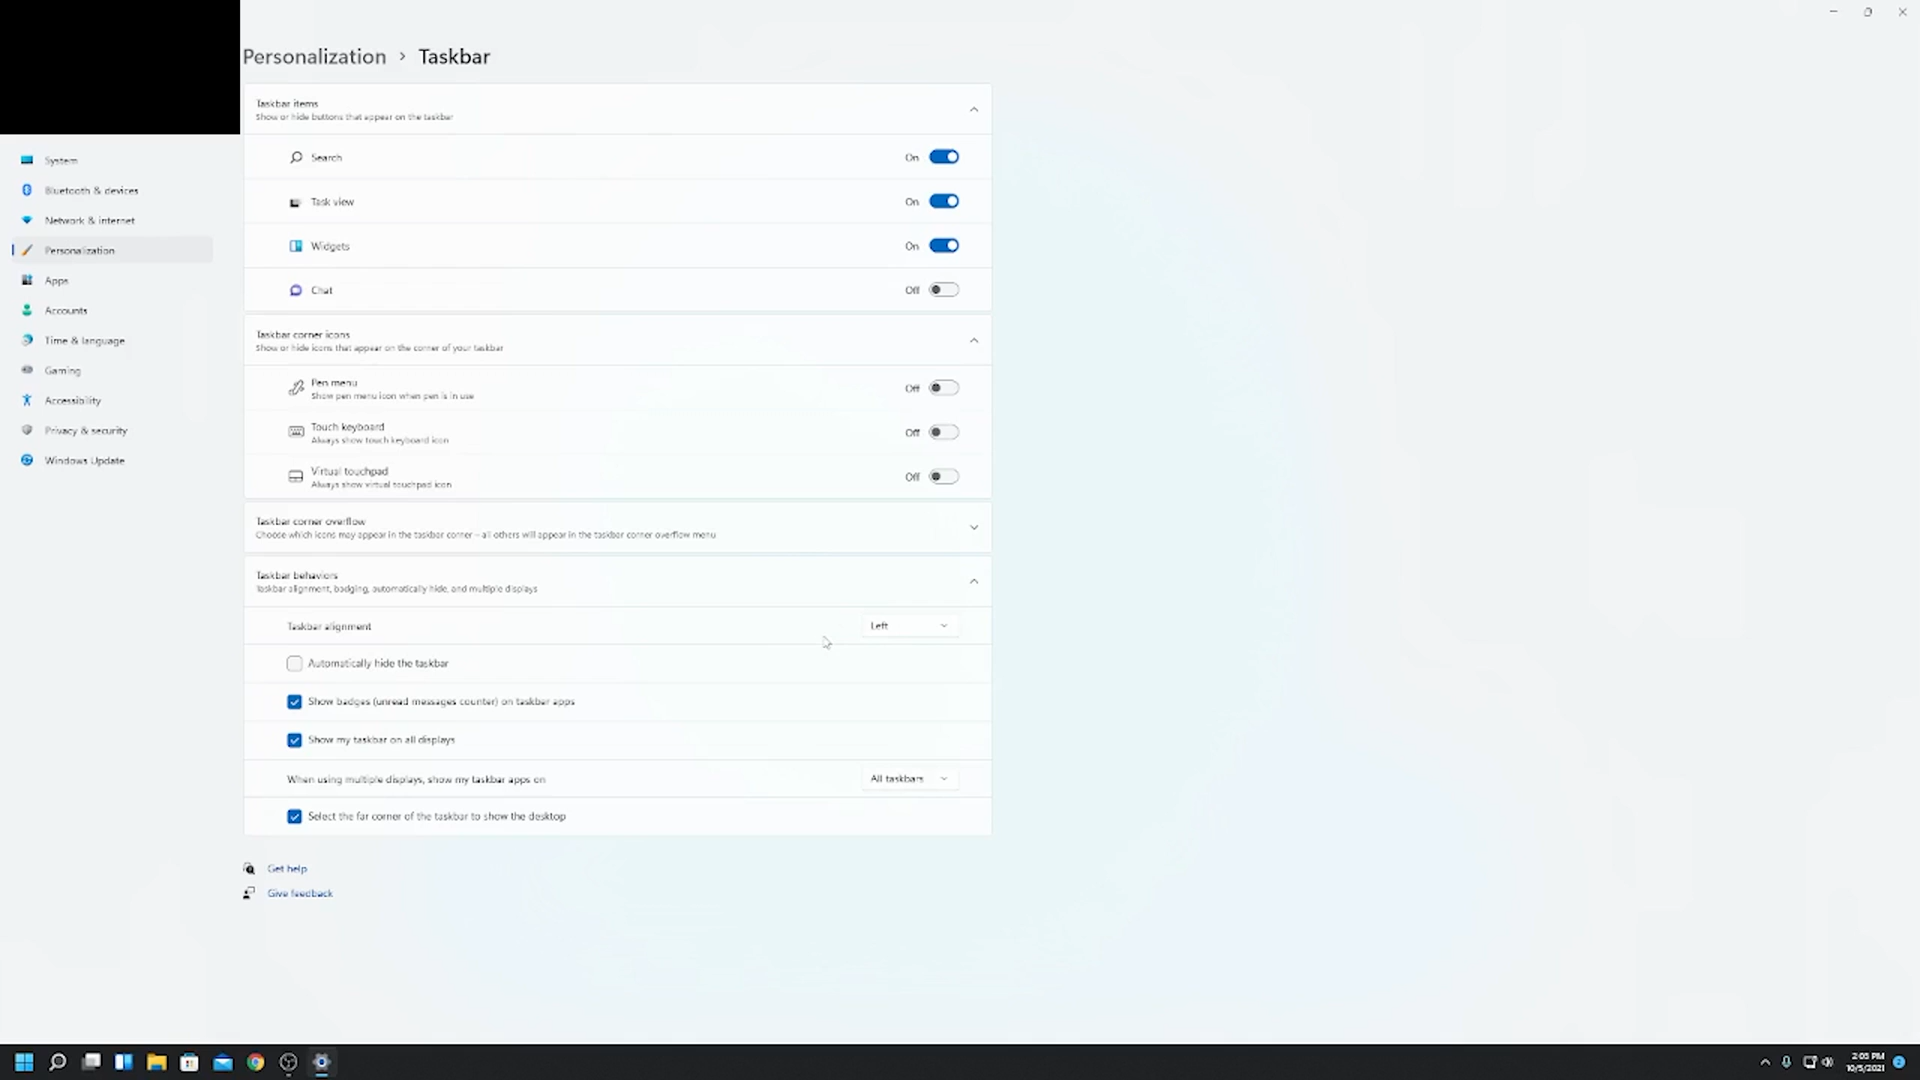 Personalization > Taskbar
Taskbar items
Show or hide buttons that appear on the taskbar
Search
On
Task view
On
Widgets
On
Chat
Off
Taskbar corner icons
Show or hide icons that appear on the corner of your taskbar
Pen menu
Show pen menu icon when pen is in use
Off
Touch keyboard
Always show touch keyboard icon
Off
Virtual touchpad
Always show virtual touchpad icon
Off
Taskbar corner overflow
Choose which icons may appear in the taskbar corner – all others will appear in the taskbar corner overflow menu
Taskbar behaviors
Taskbar alignment, badging, automatically hide, and multiple displays
Taskbar alignment
Left
Automatically hide the taskbar
Show badges (unread messages counter) on taskbar apps
Show my taskbar on all displays
When using multiple displays, show my taskbar apps on
All taskbars
Select the far corner of the taskbar to show the desktop
Get help
Give feedback
System
Bluetooth & devices
Network & internet
Personalization
Apps
Accounts
Time & language
Gaming
Accessibility
Privacy & security
Windows Update
2:05 PM
10/5/2021
2